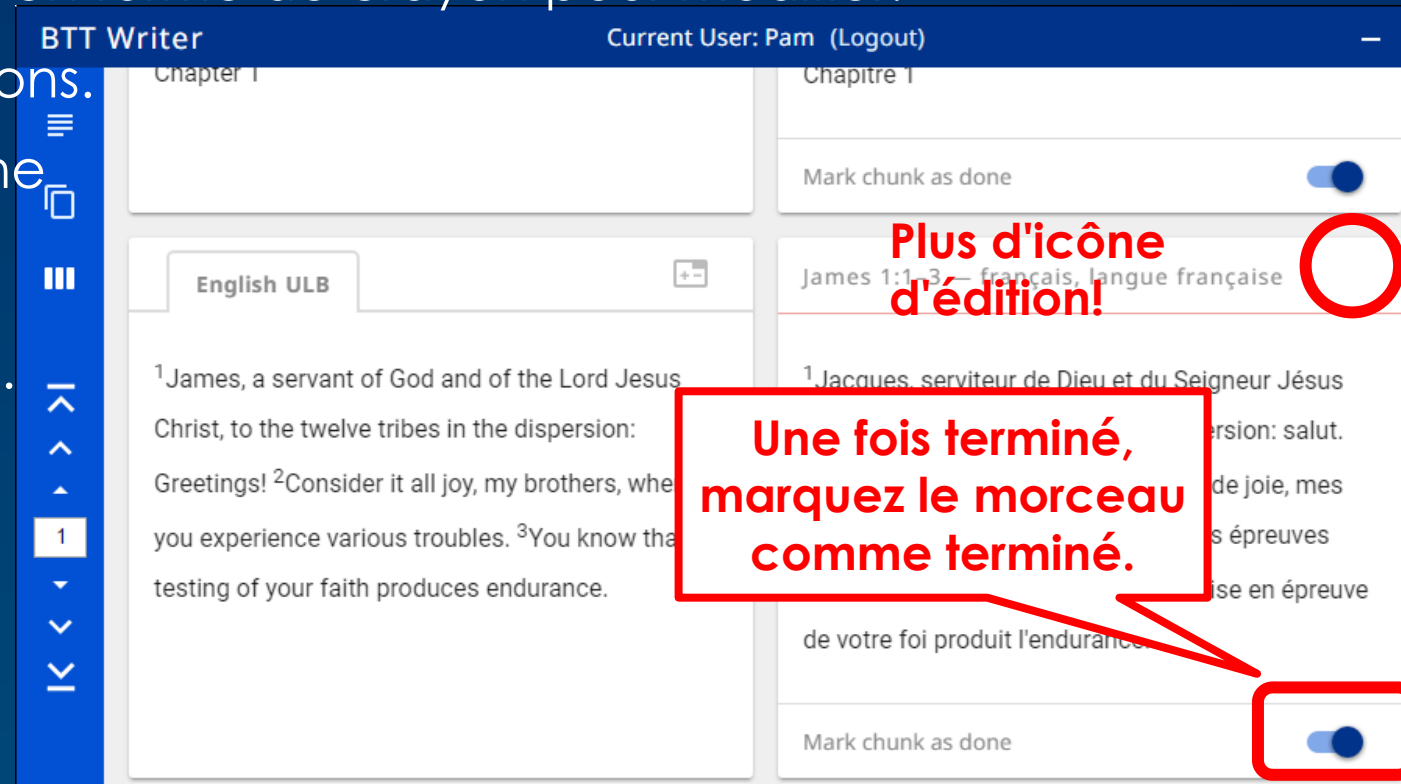 BTT Writer
Current User: Pam (Logout)
ons.
Chapter 1
Chapitre 1
Mark chunk as done
Plus d'icône
d'édition!
English ULB
James 1:1–3 — français, langue française
1
¹James, a servant of God and of the Lord Jesus
Christ, to the twelve tribes in the dispersion:
Greetings! ²Consider it all joy, my brothers, whe
you experience various troubles. ³You know tha
testing of your faith produces endurance.
¹Jacques, serviteur de Dieu et du Seigneur Jésus
ersion: salut.
de joie, mes
s épreuves
ise en épreuve
de votre foi produit l'endurance.
Une fois terminé,
marquez le morceau
comme terminé.
Mark chunk as done